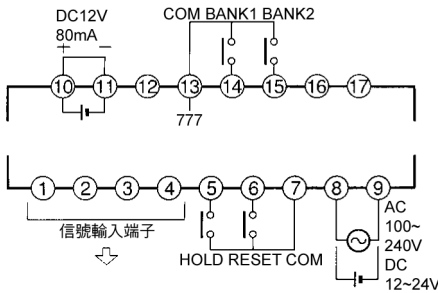 DC12V
80mA
+ −
COM BANK1 BANK2
10 11 12 13 14 15 16 17
777
1 2 3 4 5 6 7 8 9
信號輸入端子
HOLD RESET COM
AC
100~
240V
DC
12~24V